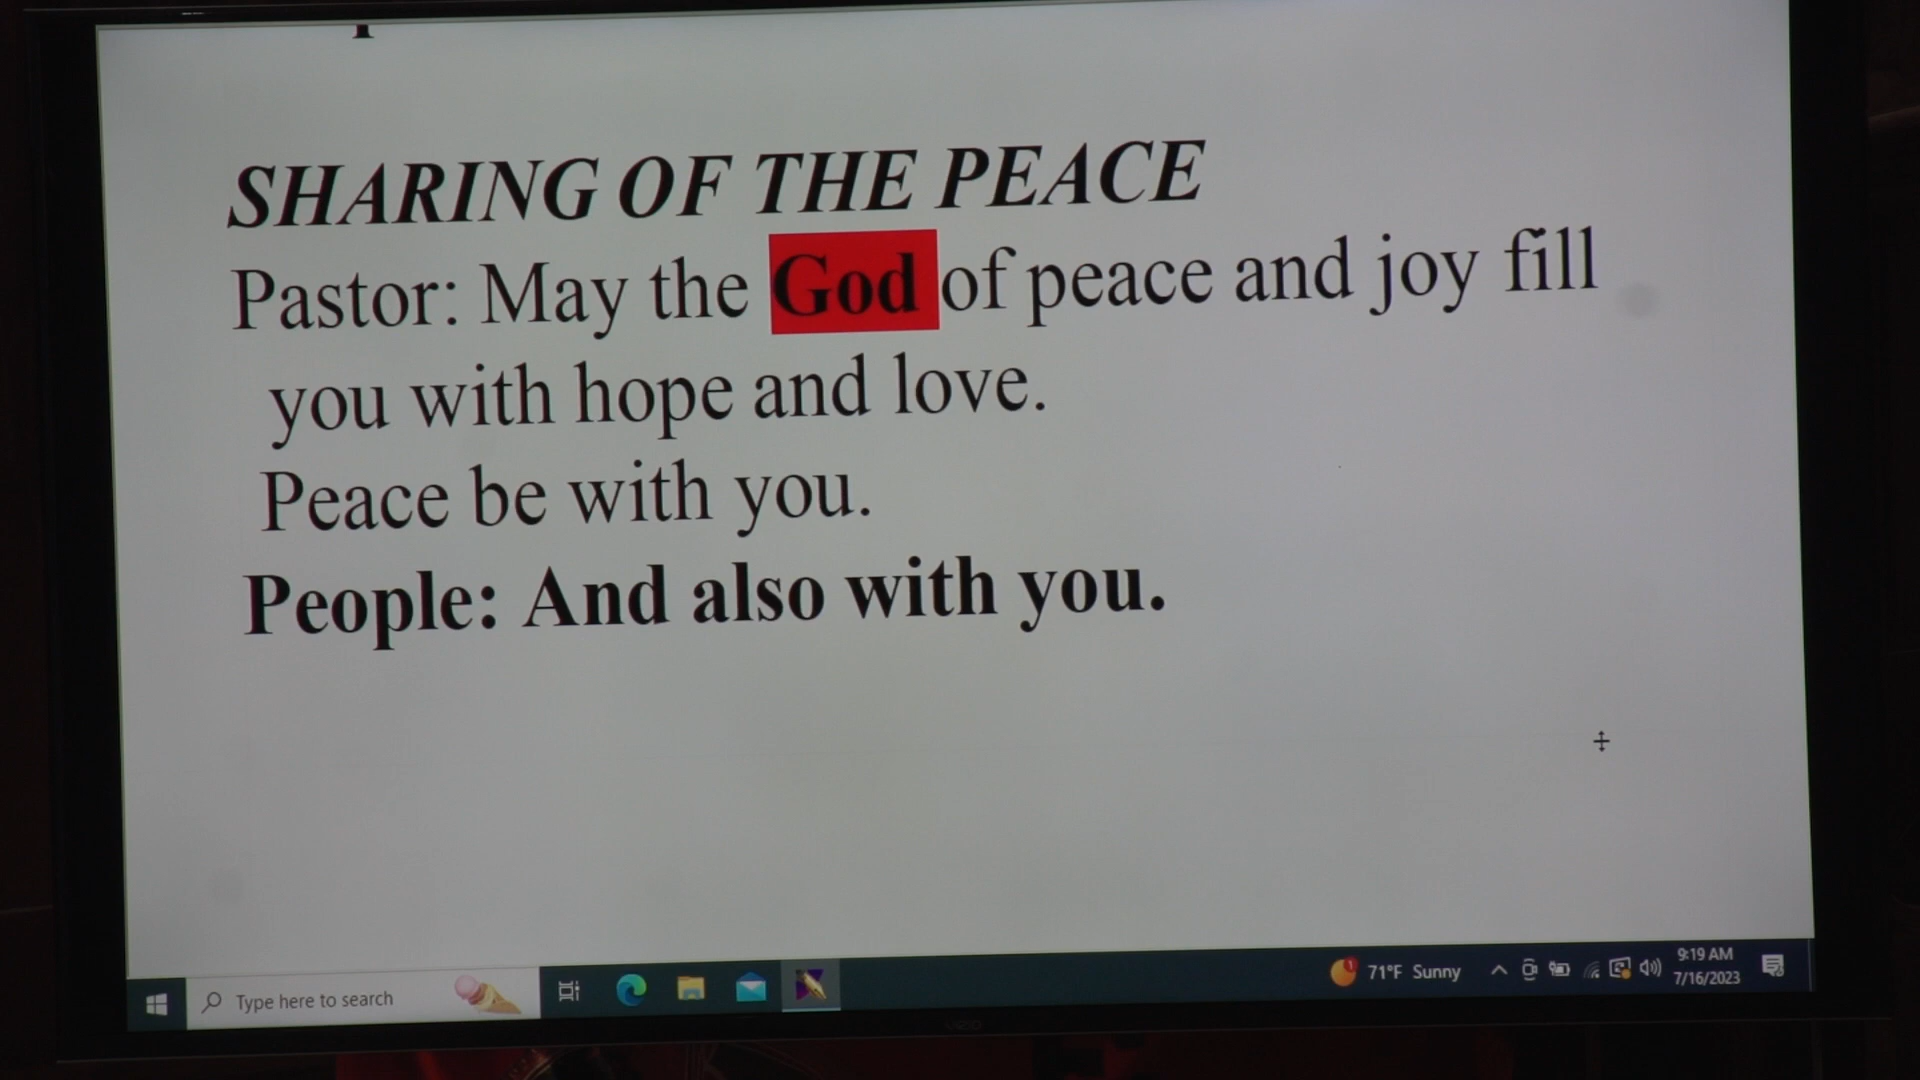 SHARING OF THE PEACE
Pastor: May the God of peace and joy fill
you with hope and love.
Peace be with you.
People: And also with you.
Type here to search
1
71°F Sunny
9:19 AM
7/16/2023
VIZIO